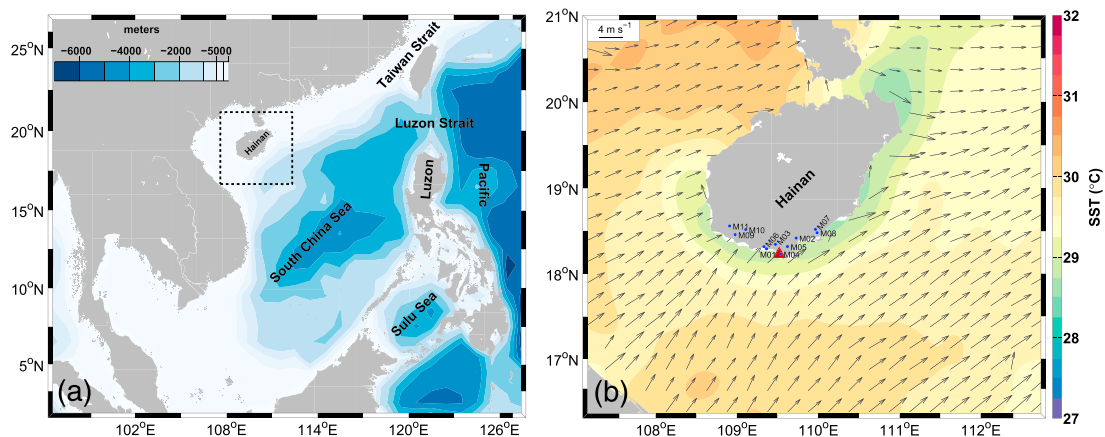 meters
−6000 −4000 −2000 −5000
25°N
20°N
15°N
10°N
5°N
Taiwan Strait
Luzon Strait
Hainan
Luzon
Pacific
South China Sea
Sulu Sea
(a)
102°E 108°E 114°E 120°E 126°E
4 m s⁻¹
21°N
20°N
19°N
18°N
17°N
Hainan
M11
M10
M09
M06
M03
M07
M08
M02
M05
M01
M04
(b)
108°E 109°E 110°E 111°E 112°E
32
31
30
29
28
27
SST (°C)